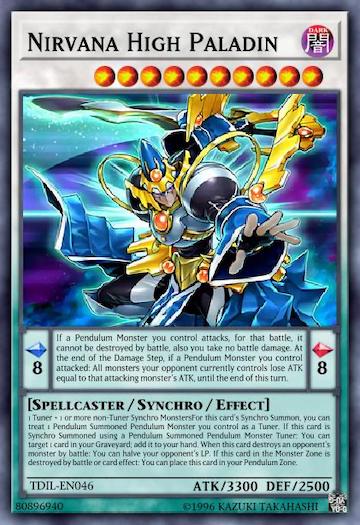 NIRVANA HIGH PALADIN
DARK
闇
If a Pendulum Monster you control attacks, for that battle, it
cannot be destroyed by battle, also you take no battle damage. At
the end of the Damage Step, if a Pendulum Monster you control
attacked: All monsters your opponent currently controls lose ATK
equal to that attacking monster's ATK, until the end of this turn.
8
8
[SPELLCASTER / SYNCHRO / EFFECT]
1 Tuner + 1 or more non-Tuner Synchro MonstersFor this card's Synchro Summon, you can
treat 1 Pendulum Summoned Pendulum Monster you control as a Tuner. If this card is
Synchro Summoned using a Pendulum Summoned Pendulum Monster Tuner: You can
target 1 card in your Graveyard; add it to your hand. When this card destroys an opponent's
monster by battle: You can halve your opponent's LP. If this card in the Monster Zone is
destroyed by battle or card effect: You can place this card in your Pendulum Zone.
TDIL-EN046
ATK/3300 DEF/2500
80896940
©1996 KAZUKI TAKAHASHI